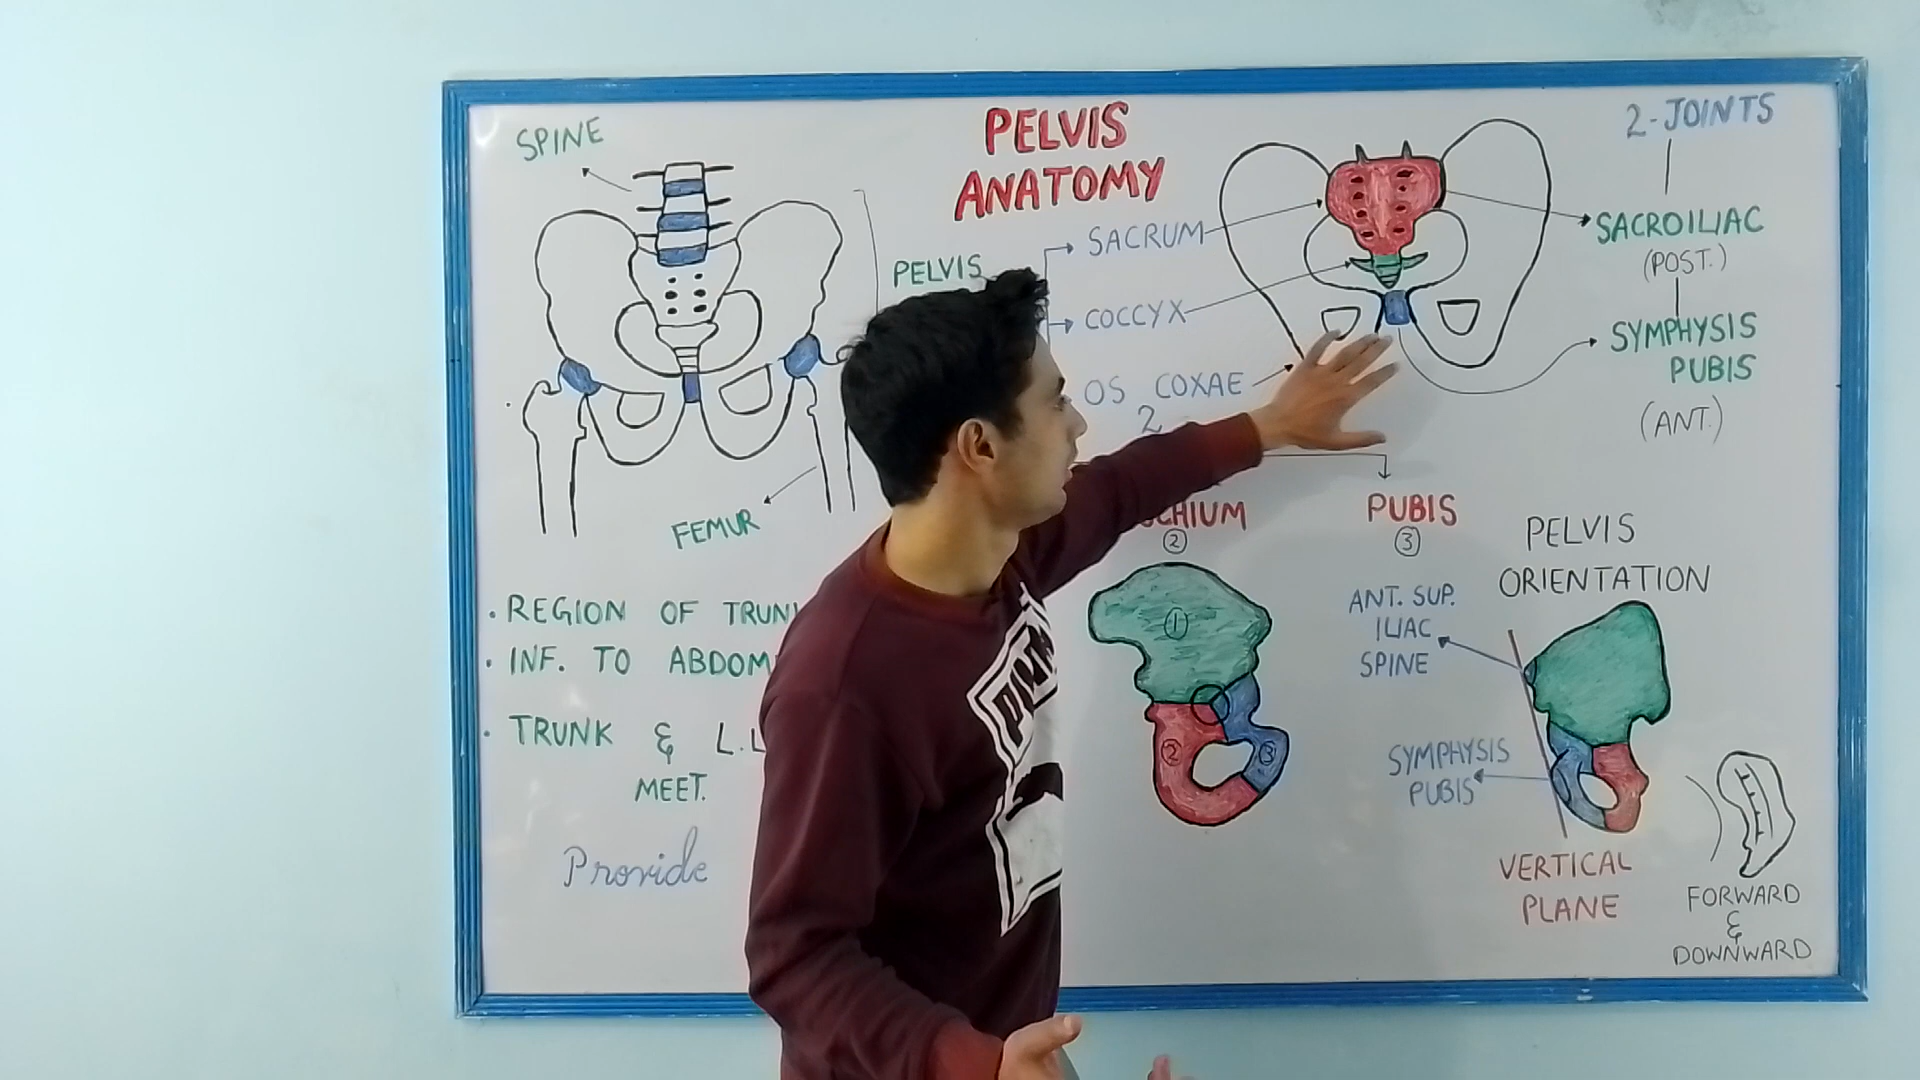 SPINE
PELVIS
ANATOMY
PELVIS
SACRUM
COCCYX
OS COXAE
2
2-JOINTS
SACROILIAC
(POST.)
SYMPHYSIS
PUBIS
(ANT.)
FEMUR
PUBIS
②
③
• REGION OF
• INF. TO
• TRUNK &
MEET.
Provide
①
②
③
PELVIS
ORIENTATION
ANT. SUP.
ILIAC
SPINE
SYMPHYSIS
PUBIS
VERTICAL
PLANE
FORWARD
&
DOWNWARD